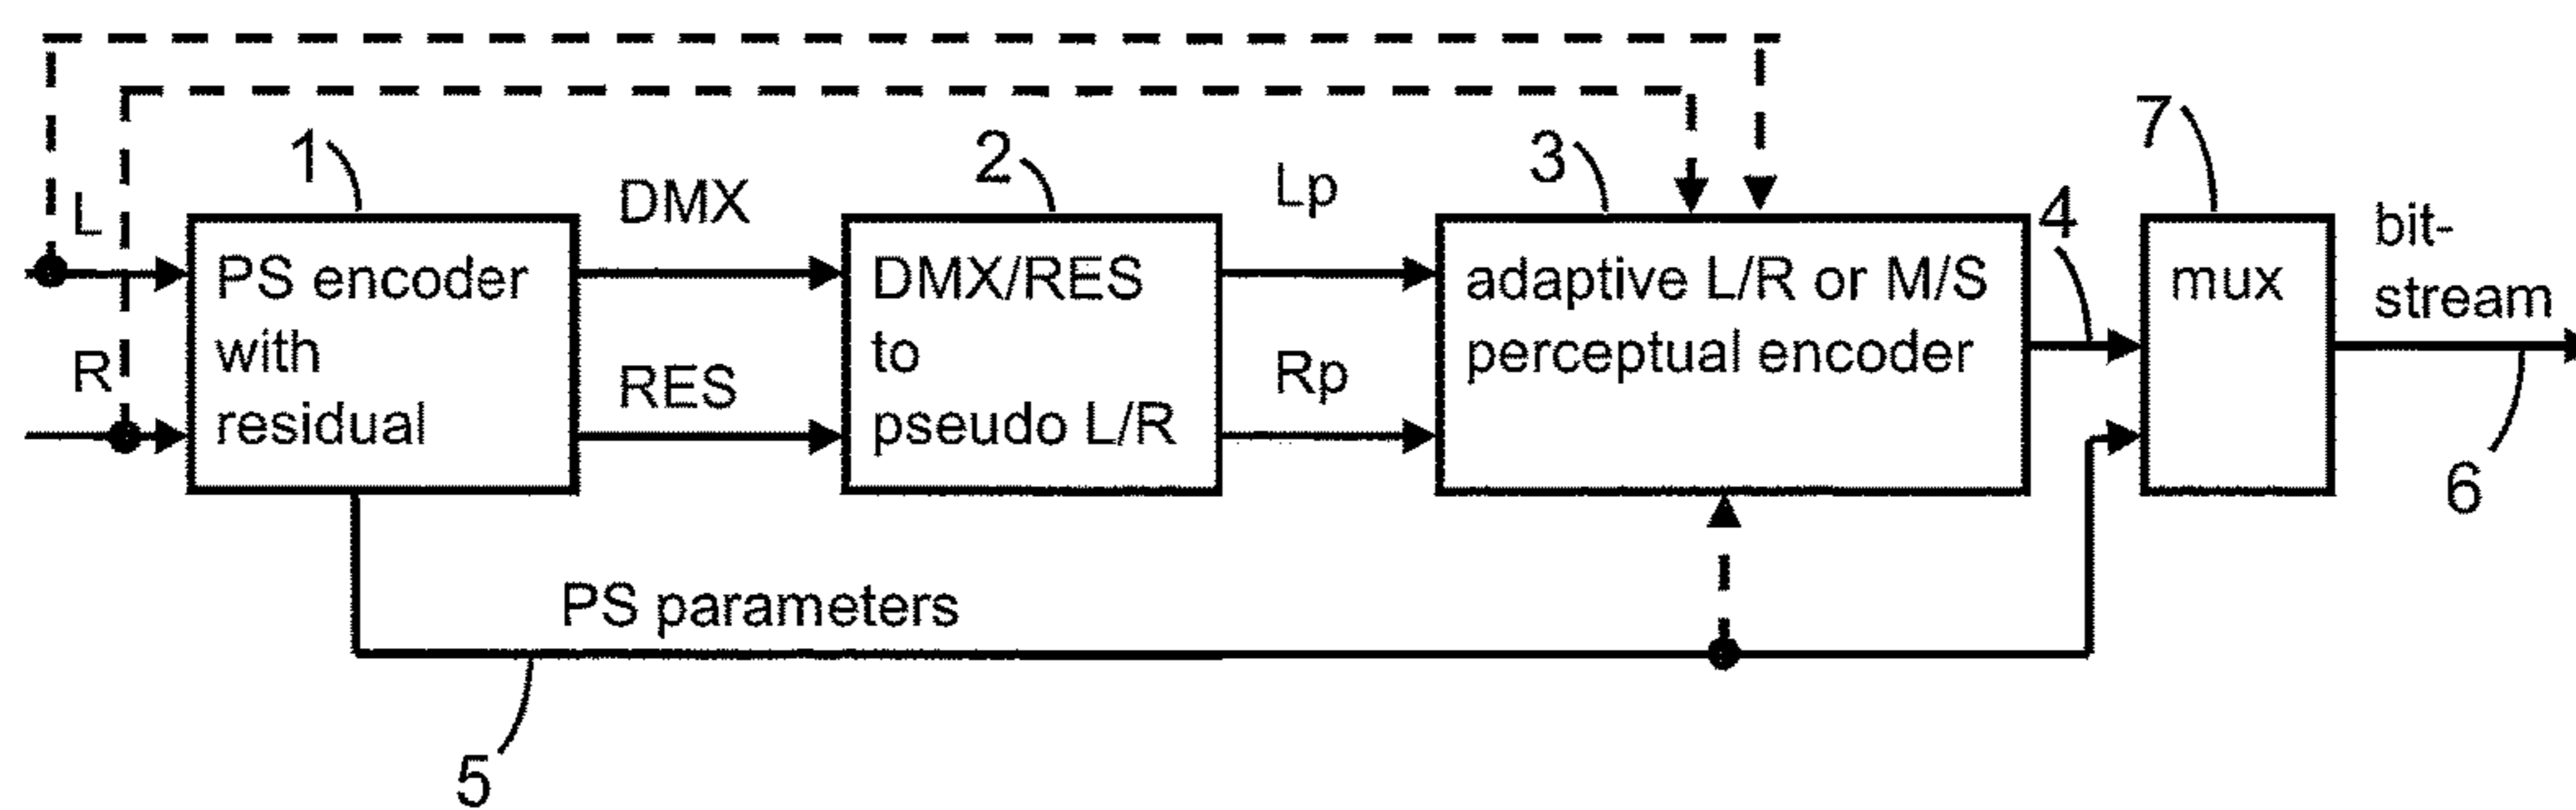 1
2
3
7
L
DMX
Lp
4
bit-
stream
PS encoder
with
residual
DMX/RES
to
pseudo L/R
adaptive L/R or M/S
perceptual encoder
mux
R
RES
Rp
6
PS parameters
5